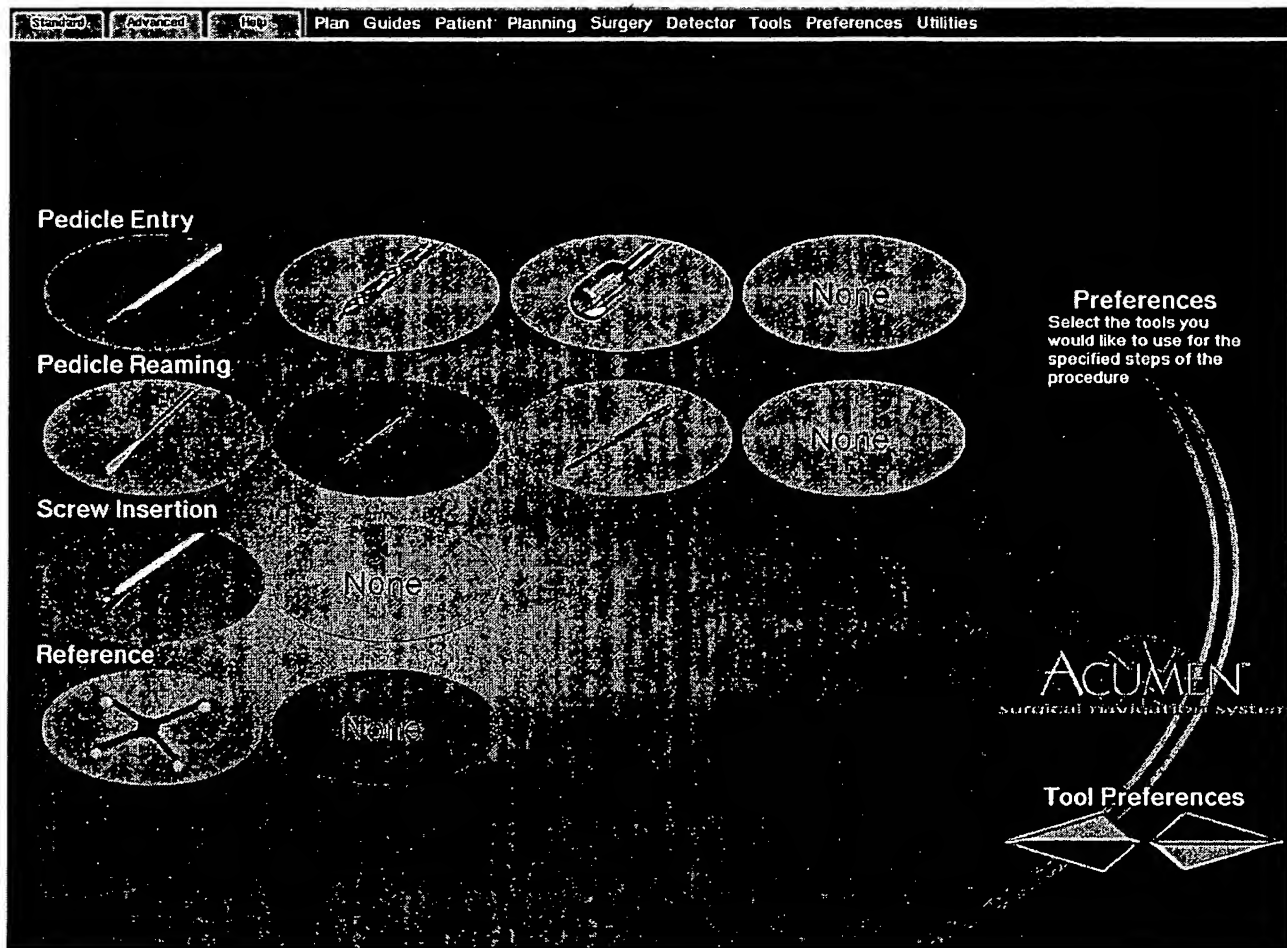 Standard Advanced Help Plan Guides Patient Planning Surgery Detector Tools Preferences Utilities
Pedicle Entry
None
Preferences
Select the tools you
would like to use for the
specified steps of the
procedure
Pedicle Reaming
None
Screw Insertion
None
Reference
None
ACUMEN™
surgical navigation system
Tool Preferences